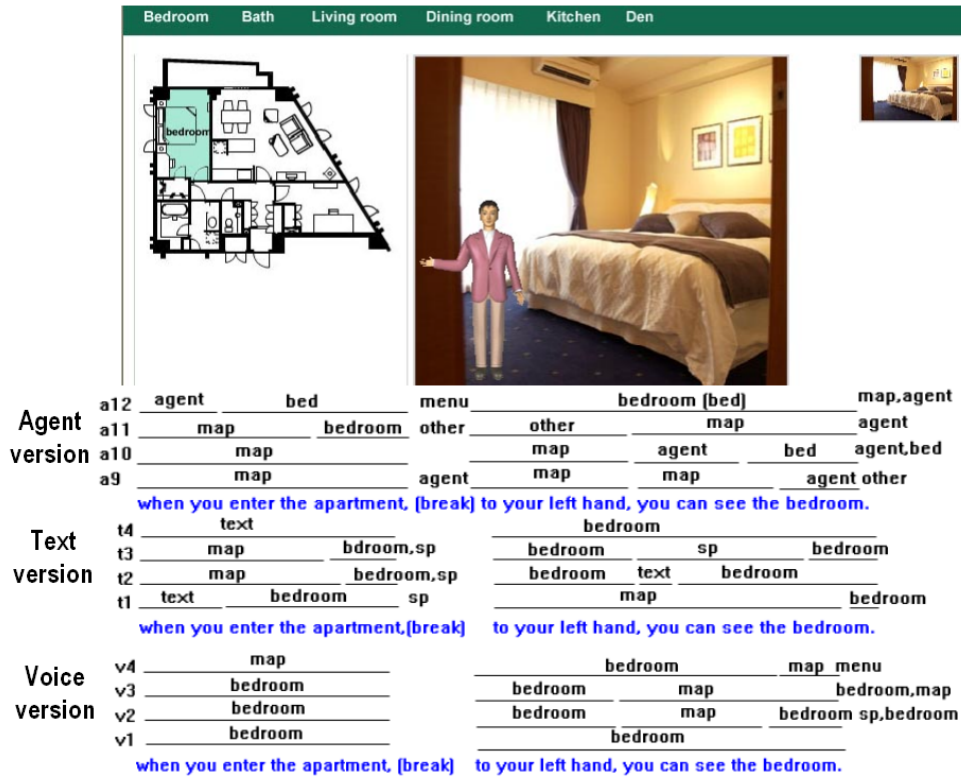 Bedroom Bath Living room Dining room Kitchen Den
bedroom
Agent version
a12 agent bed menu bedroom (bed) map,agent
a11 map bedroom other other map agent
a10 map map agent bed agent,bed
a9 map agent map map agent other
when you enter the apartment, (break) to your left hand, you can see the bedroom.
Text version
t4 text bedroom
t3 map bdroom,sp bedroom sp bedroom
t2 map bedroom,sp bedroom text bedroom
t1 text bedroom sp map bedroom
when you enter the apartment,(break) to your left hand, you can see the bedroom.
Voice version
v4 map bedroom map menu
v3 bedroom bedroom map bedroom,map
v2 bedroom bedroom map bedroom sp,bedroom
v1 bedroom bedroom
when you enter the apartment, (break) to your left hand, you can see the bedroom.